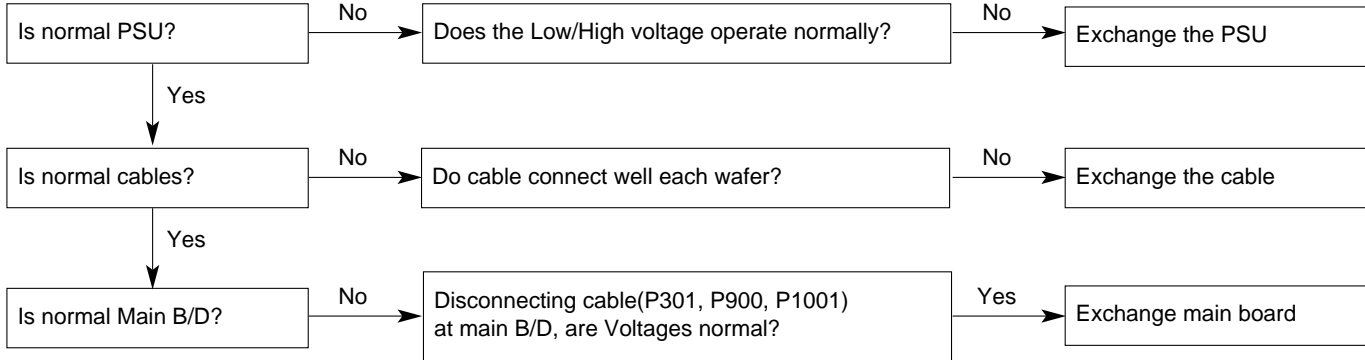 Is normal PSU?
No
Does the Low/High voltage operate normally?
No
Exchange the PSU
Yes
Is normal cables?
No
Do cable connect well each wafer?
No
Exchange the cable
Yes
Is normal Main B/D?
No
Disconnecting cable(P301, P900, P1001)
at main B/D, are Voltages normal?
Yes
Exchange main board